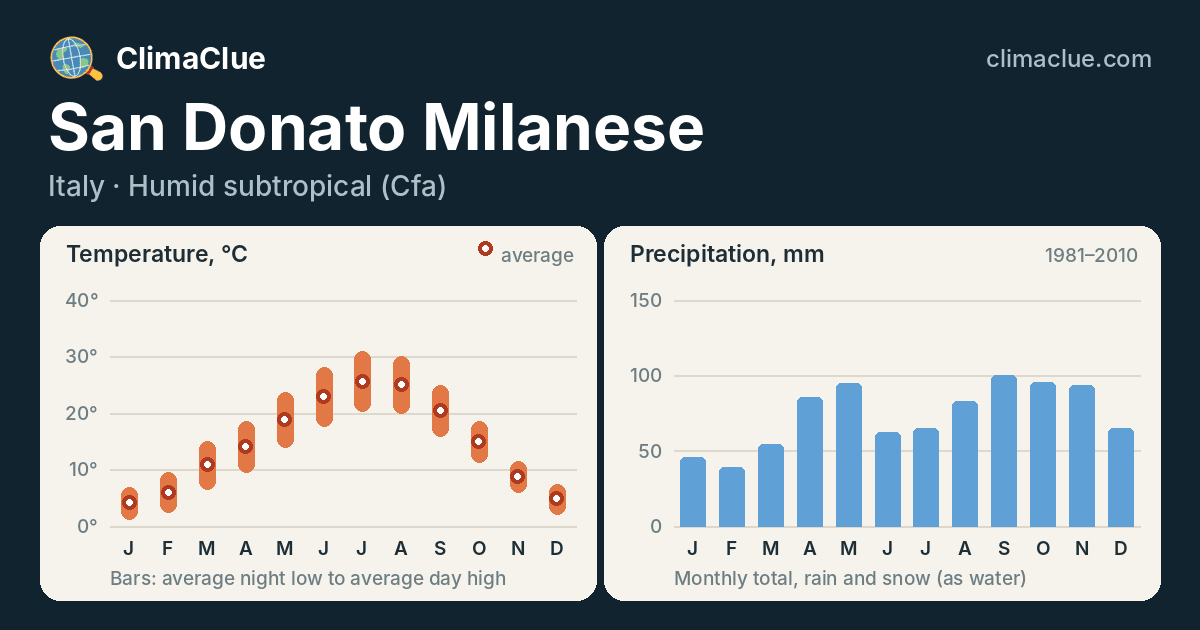 ClimaClue
climaclue.com
San Donato Milanese
Italy · Humid subtropical (Cfa)
Temperature, °C
average
40°
30°
20°
10°
0°
J F M A M J J A S O N D
Bars: average night low to average day high
Precipitation, mm
1981–2010
150
100
50
0
J F M A M J J A S O N D
Monthly total, rain and snow (as water)